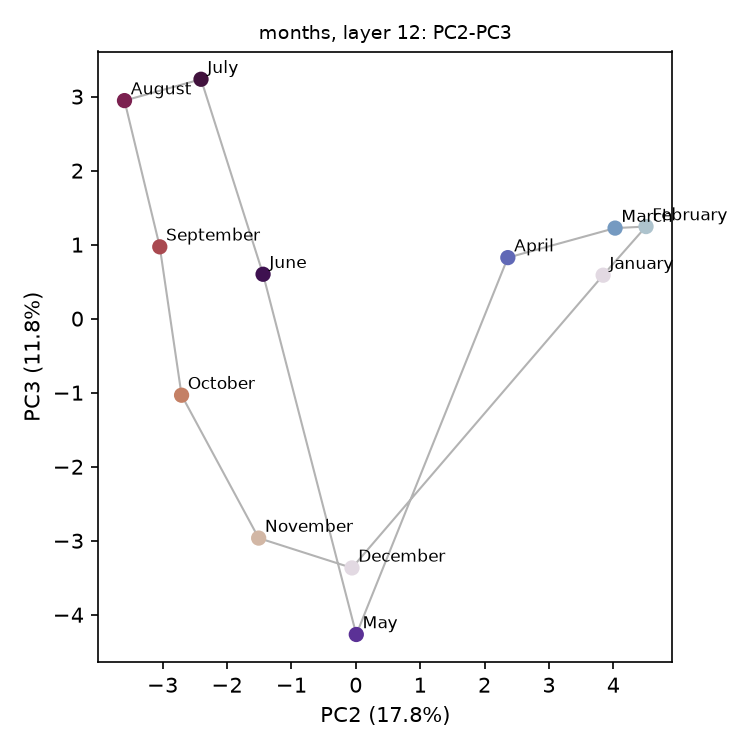 months, layer 12: PC2-PC3
July
August
March
February
September
April
June
January
October
November
December
May
3
2
1
0
−1
−2
−3
−4
PC3 (11.8%)
−3
−2
−1
0
1
2
3
4
PC2 (17.8%)